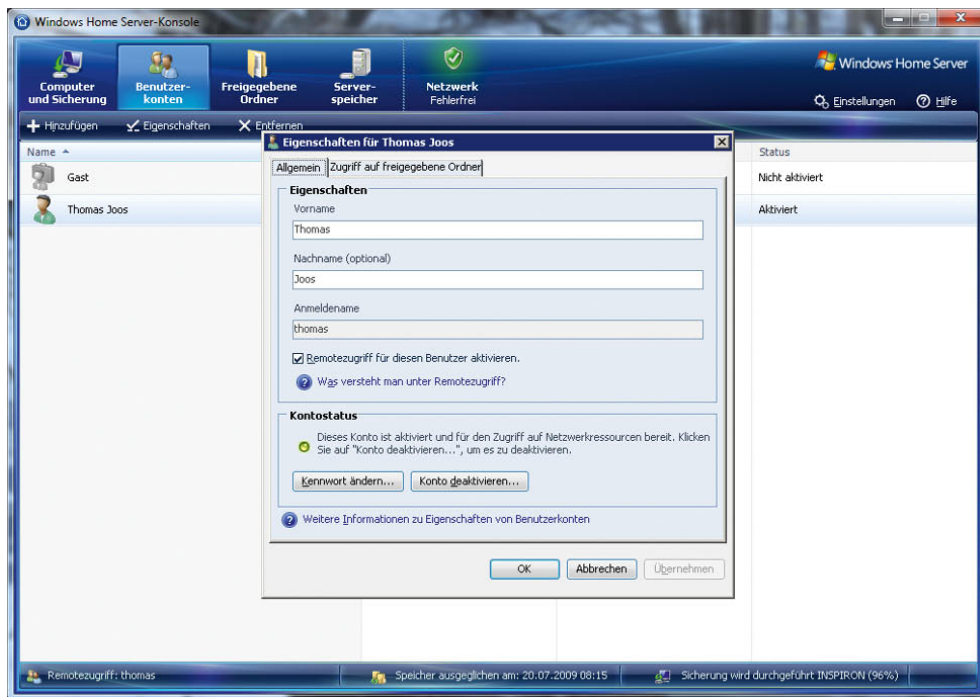 Windows Home Server-Konsole
Computer
und Sicherung
Benutzer-
konten
Freigegebene
Ordner
Server-
speicher
Netzwerk
Fehlerfrei
Windows Home Server
Einstellungen
Hilfe
Hinzufügen
Eigenschaften
Entfernen
Name
Status
Gast
Nicht aktiviert
Thomas Joos
Aktiviert
Eigenschaften für Thomas Joos
Allgemein
Zugriff auf freigegebene Ordner
Eigenschaften
Vorname
Thomas
Nachname (optional)
Joos
Anmeldename
thomas
Remotezugriff für diesen Benutzer aktivieren.
Was versteht man unter Remotezugriff?
Kontostatus
Dieses Konto ist aktiviert und für den Zugriff auf Netzwerkressourcen bereit. Klicken
Sie auf "Konto deaktivieren...", um es zu deaktivieren.
Kennwort ändern...
Konto deaktivieren...
Weitere Informationen zu Eigenschaften von Benutzerkonten
OK
Abbrechen
Übernehmen
Remotezugriff: thomas
Speicher ausgeglichen am: 20.07.2009 08:15
Sicherung wird durchgeführt INSPIRON (96%)